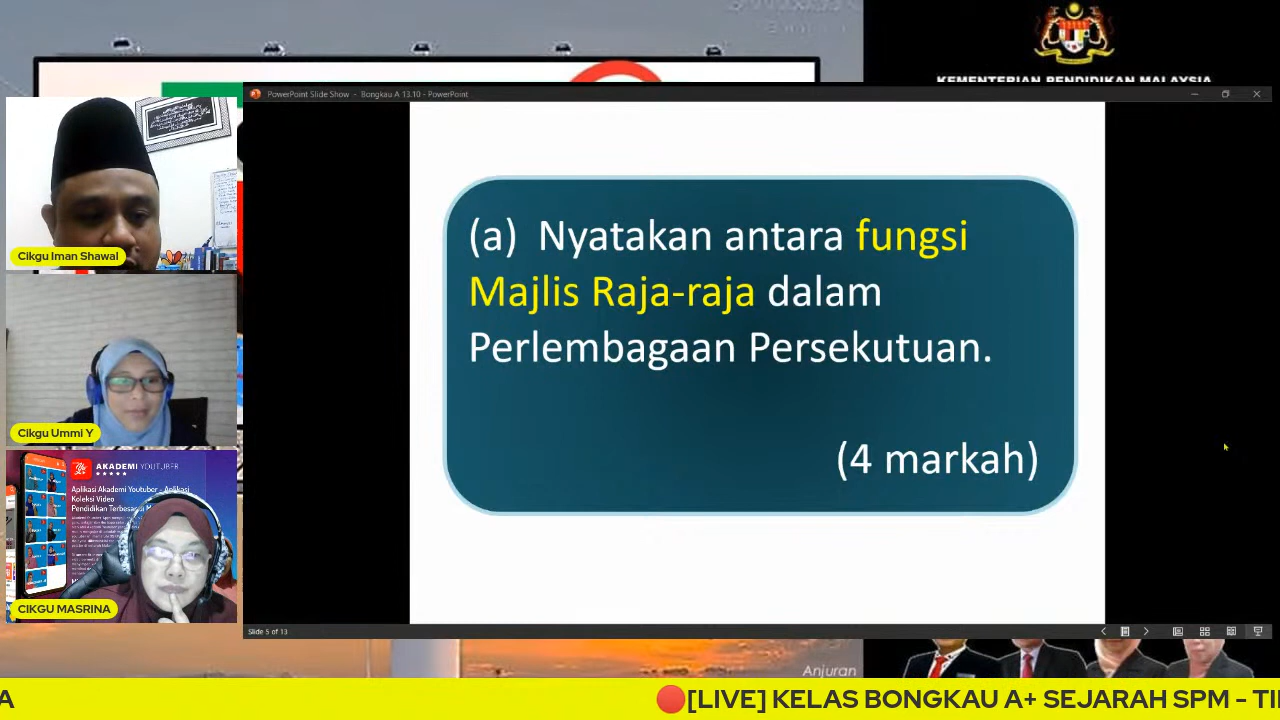 KEMENTERIAN PENDIDIKAN MALAYSIA
PowerPoint Slide Show - Bongkau A 13.10 - PowerPoint
(a) Nyatakan antara fungsi
Majlis Raja-raja dalam
Perlembagaan Persekutuan.
(4 markah)
Cikgu Iman Shawal
Cikgu Ummi Y
AKADEMI YOUTUBER
Aplikasi Akademi Youtuber - Aplikasi
Koleksi Video
Pendidikan Terbesar
CIKGU MASRINA
Slide 5 of 13
Anjuran
A
[LIVE] KELAS BONGKAU A+ SEJARAH SPM - TI